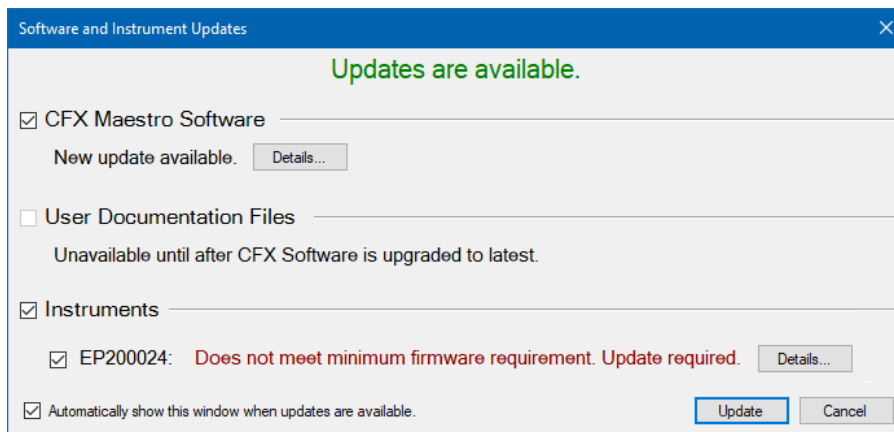 Software and Instrument Updates
Updates are available.
CFX Maestro Software
New update available. Details...
User Documentation Files
Unavailable until after CFX Software is upgraded to latest.
Instruments
EP200024: Does not meet minimum firmware requirement. Update required. Details...
Automatically show this window when updates are available. Update Cancel